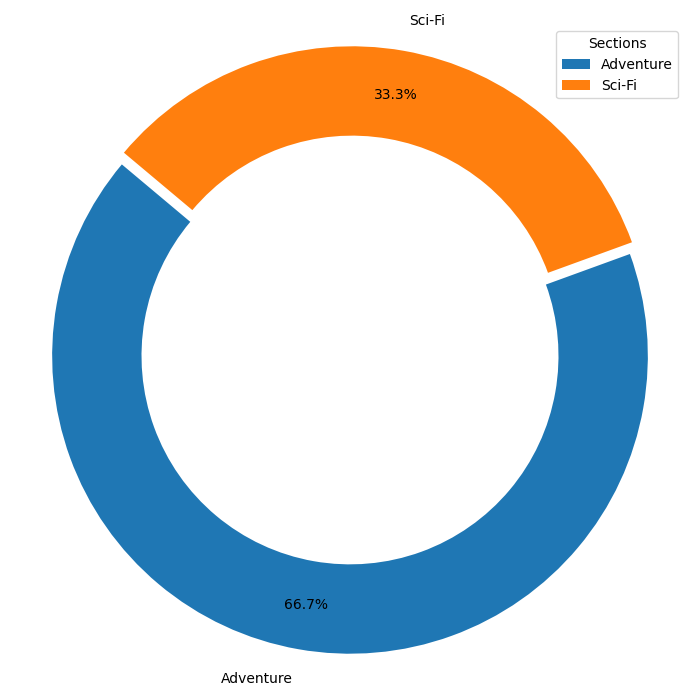 Sci-Fi
Sections
Adventure
Sci-Fi
33.3%
66.7%
Adventure